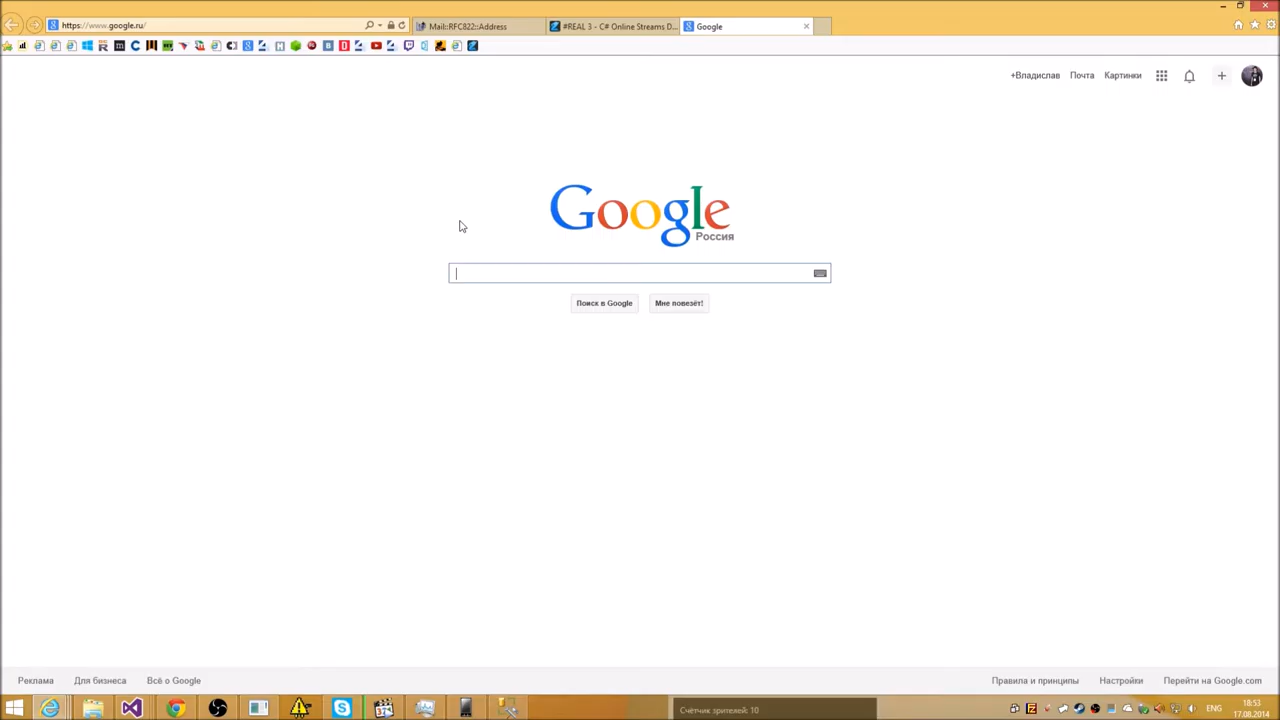 https://www.google.ru/
Mail::RFC822::Address
#REAL 3 - C# Online Streams D...
Google
+Владислав Почта Картинки
Google
Россия
Поиск в Google
Мне повезёт!
Реклама Для бизнеса Всё о Google
Правила и принципы Настройки Перейти на Google.com
Счётчик зрителей: 10
ENG
18:53
17.08.2014